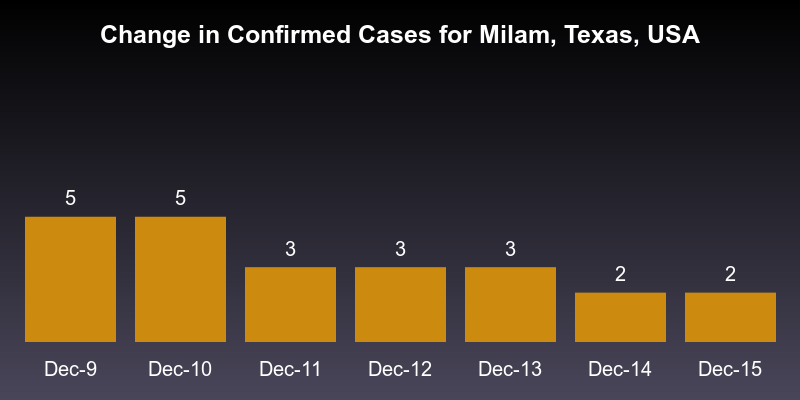 Change in Confirmed Cases for Milam, Texas, USA
5 5 3 3 3 2 2
Dec-9 Dec-10 Dec-11 Dec-12 Dec-13 Dec-14 Dec-15